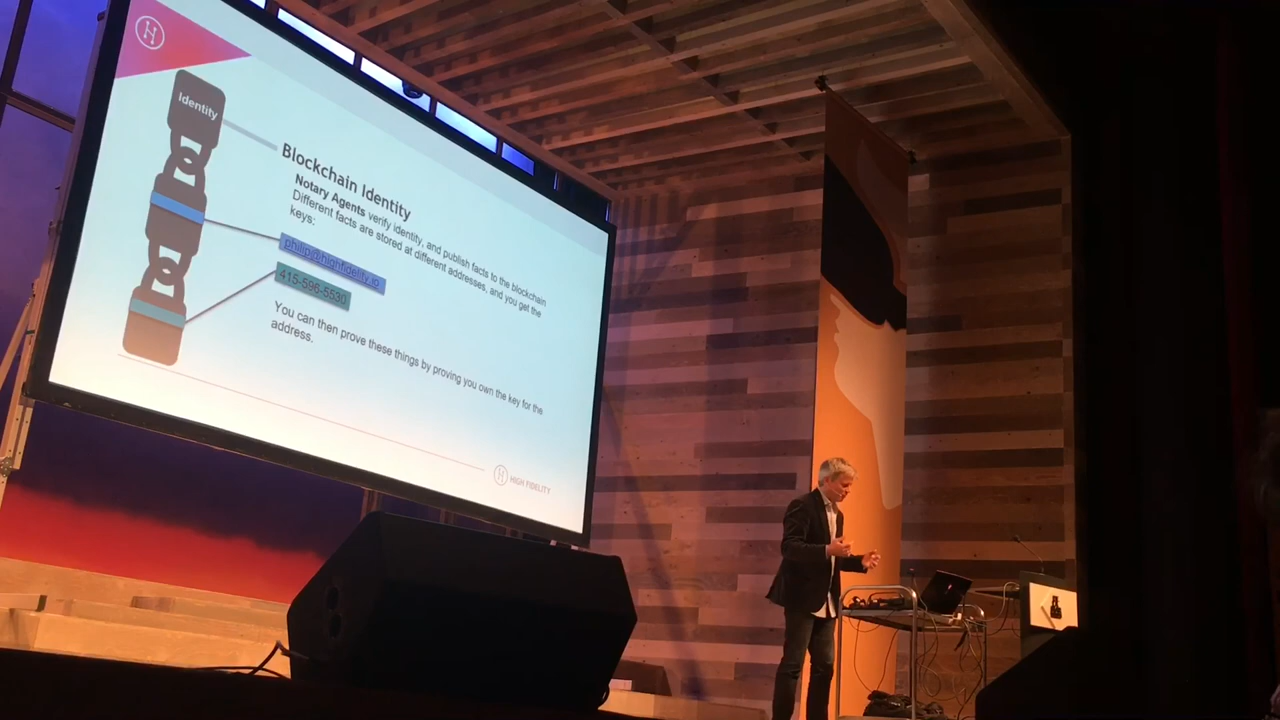 Identity
Blockchain Identity
Notary Agents verify identity, and publish facts to the blockchain
Different facts are stored at different addresses, and you get the
keys:
philip@highfidelity.io
415-596-5530
You can then prove these things by proving you own the key for the
address.
HIGH FIDELITY